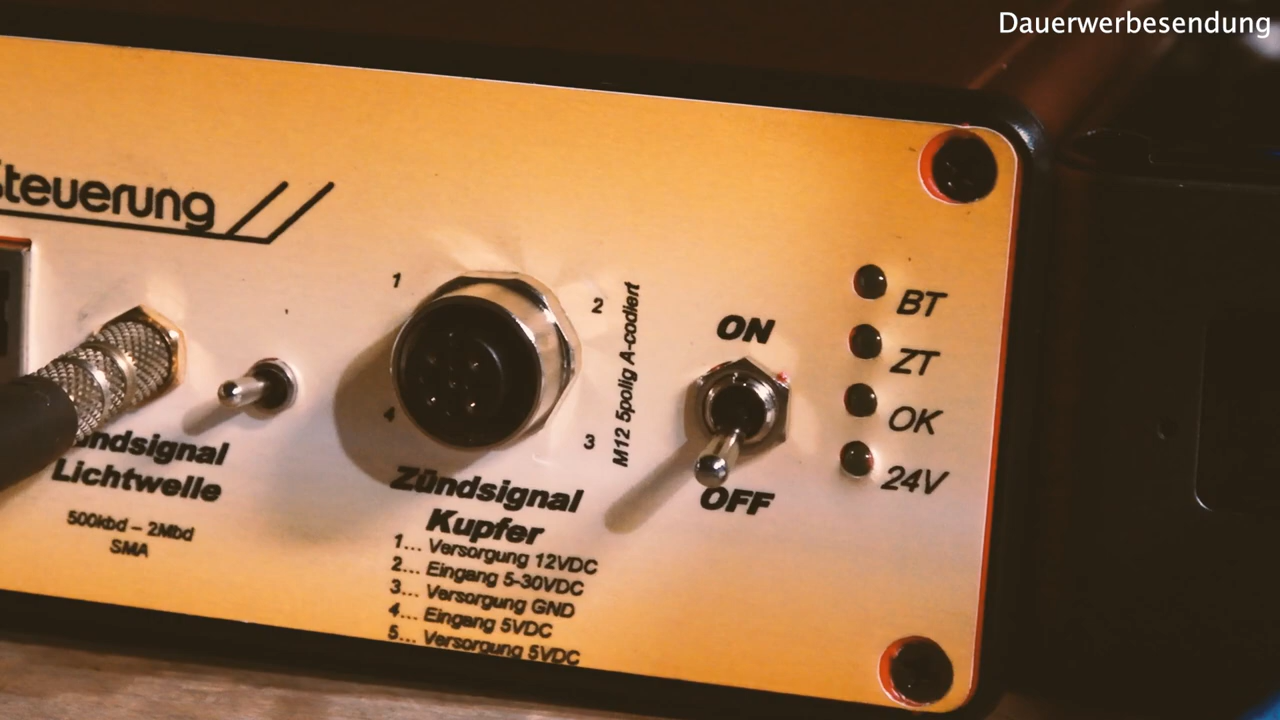 Dauerwerbesendung
Steuerung
1
2
4
3
M12 5polig A-codiert
ON
OFF
BT
ZT
OK
24V
Zündsignal
Lichtwelle
500kbd – 2Mbd
SMA
Zündsignal
Kupfer
1... Versorgung 12VDC
2... Eingang 5-30VDC
3... Versorgung GND
4... Eingang 5VDC
5... Versorgung 5VDC